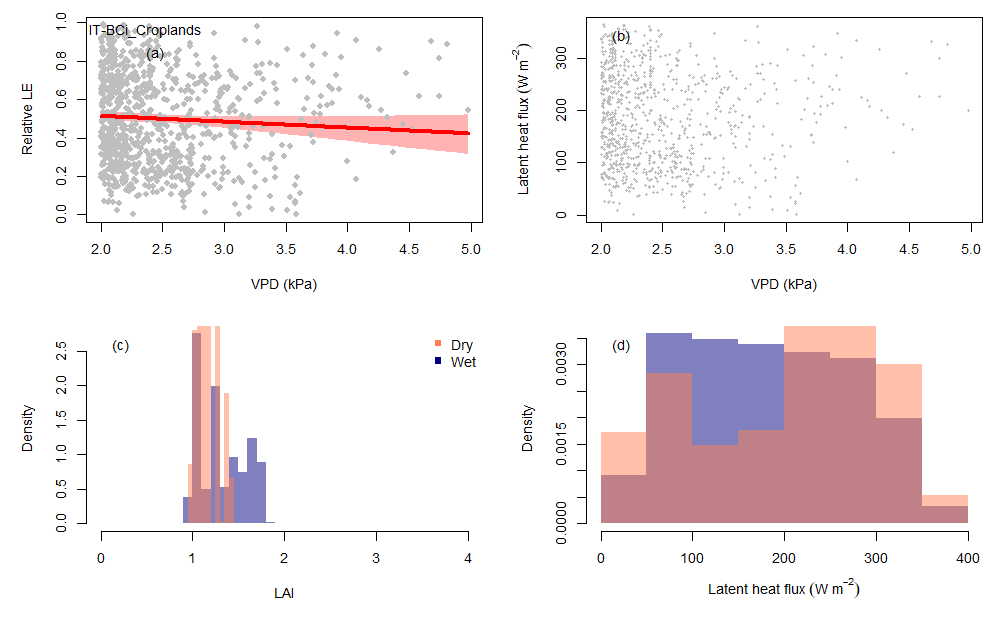 IT-BCi_Croplands
(a)
Relative LE
0.0 0.2 0.4 0.6 0.8 1.0
2.0 2.5 3.0 3.5 4.0 4.5 5.0
VPD (kPa)
(b)
Latent heat flux (W m⁻²)
0 100 200 300
2.0 2.5 3.0 3.5 4.0 4.5 5.0
VPD (kPa)
(c)
Dry
Wet
Density
0.0 0.5 1.0 1.5 2.0 2.5
0 1 2 3 4
LAI
(d)
Density
0.0000 0.0015 0.0030
0 100 200 300 400
Latent heat flux (W m⁻²)